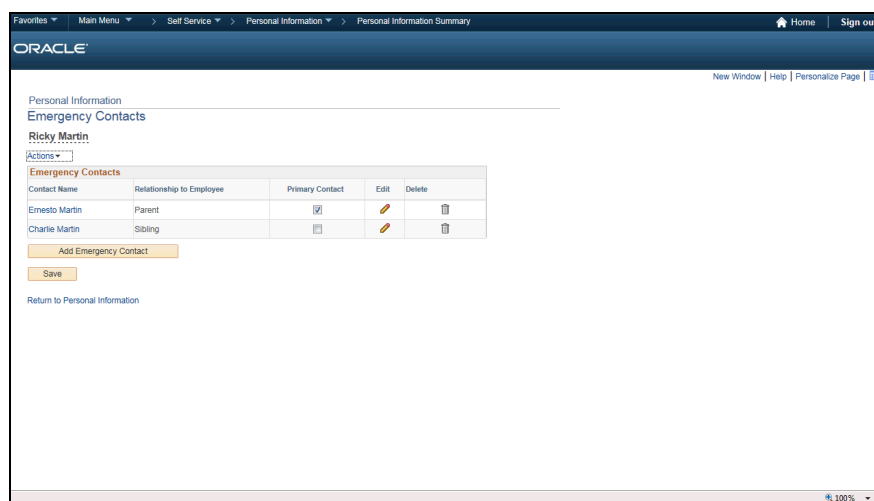 Favorites Main Menu > Self Service > Personal Information > Personal Information Summary Home Sign ou
ORACLE
New Window | Help | Personalize Page |
Personal Information
Emergency Contacts
Ricky Martin
Actions
Emergency Contacts
Contact Name Relationship to Employee Primary Contact Edit Delete
Ernesto Martin Parent
Charlie Martin Sibling
Add Emergency Contact
Save
Return to Personal Information
100%